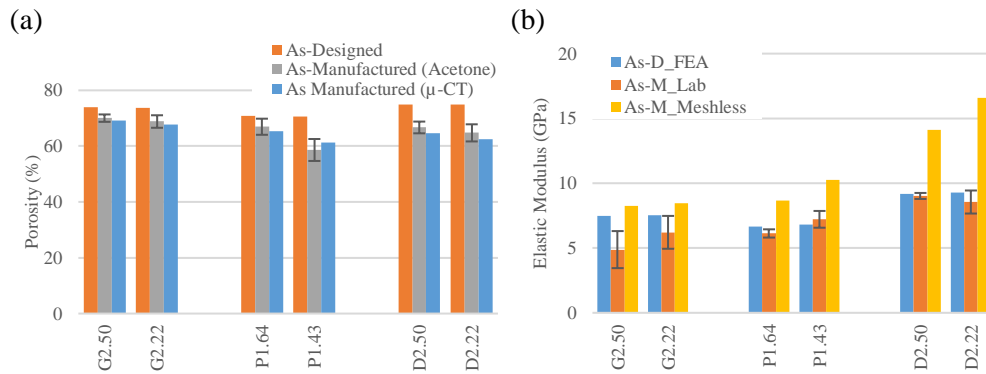 (a)
As-Designed
As-Manufactured (Acetone)
As Manufactured (µ-CT)
Porosity (%)
80
60
40
20
0
G2.50
G2.22
P1.64
P1.43
D2.50
D2.22
(b)
As-D_FEA
As-M_Lab
As-M_Meshless
Elastic Modulus (GPa)
20
15
10
5
0
G2.50
G2.22
P1.64
P1.43
D2.50
D2.22